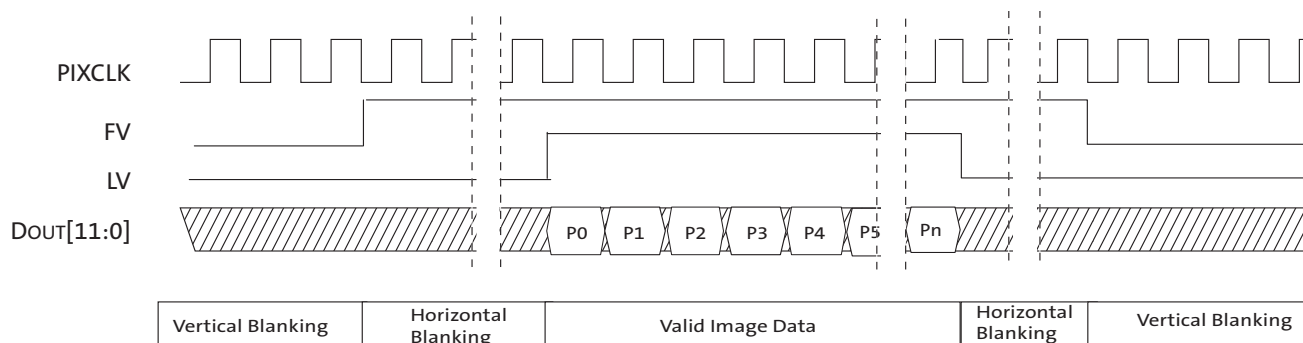 PIXCLK
FV
LV
DOUT[11:0]
P0 P1 P2 P3 P4 P5 Pn
Vertical Blanking
Horizontal
Blanking
Valid Image Data
Horizontal
Blanking
Vertical Blanking